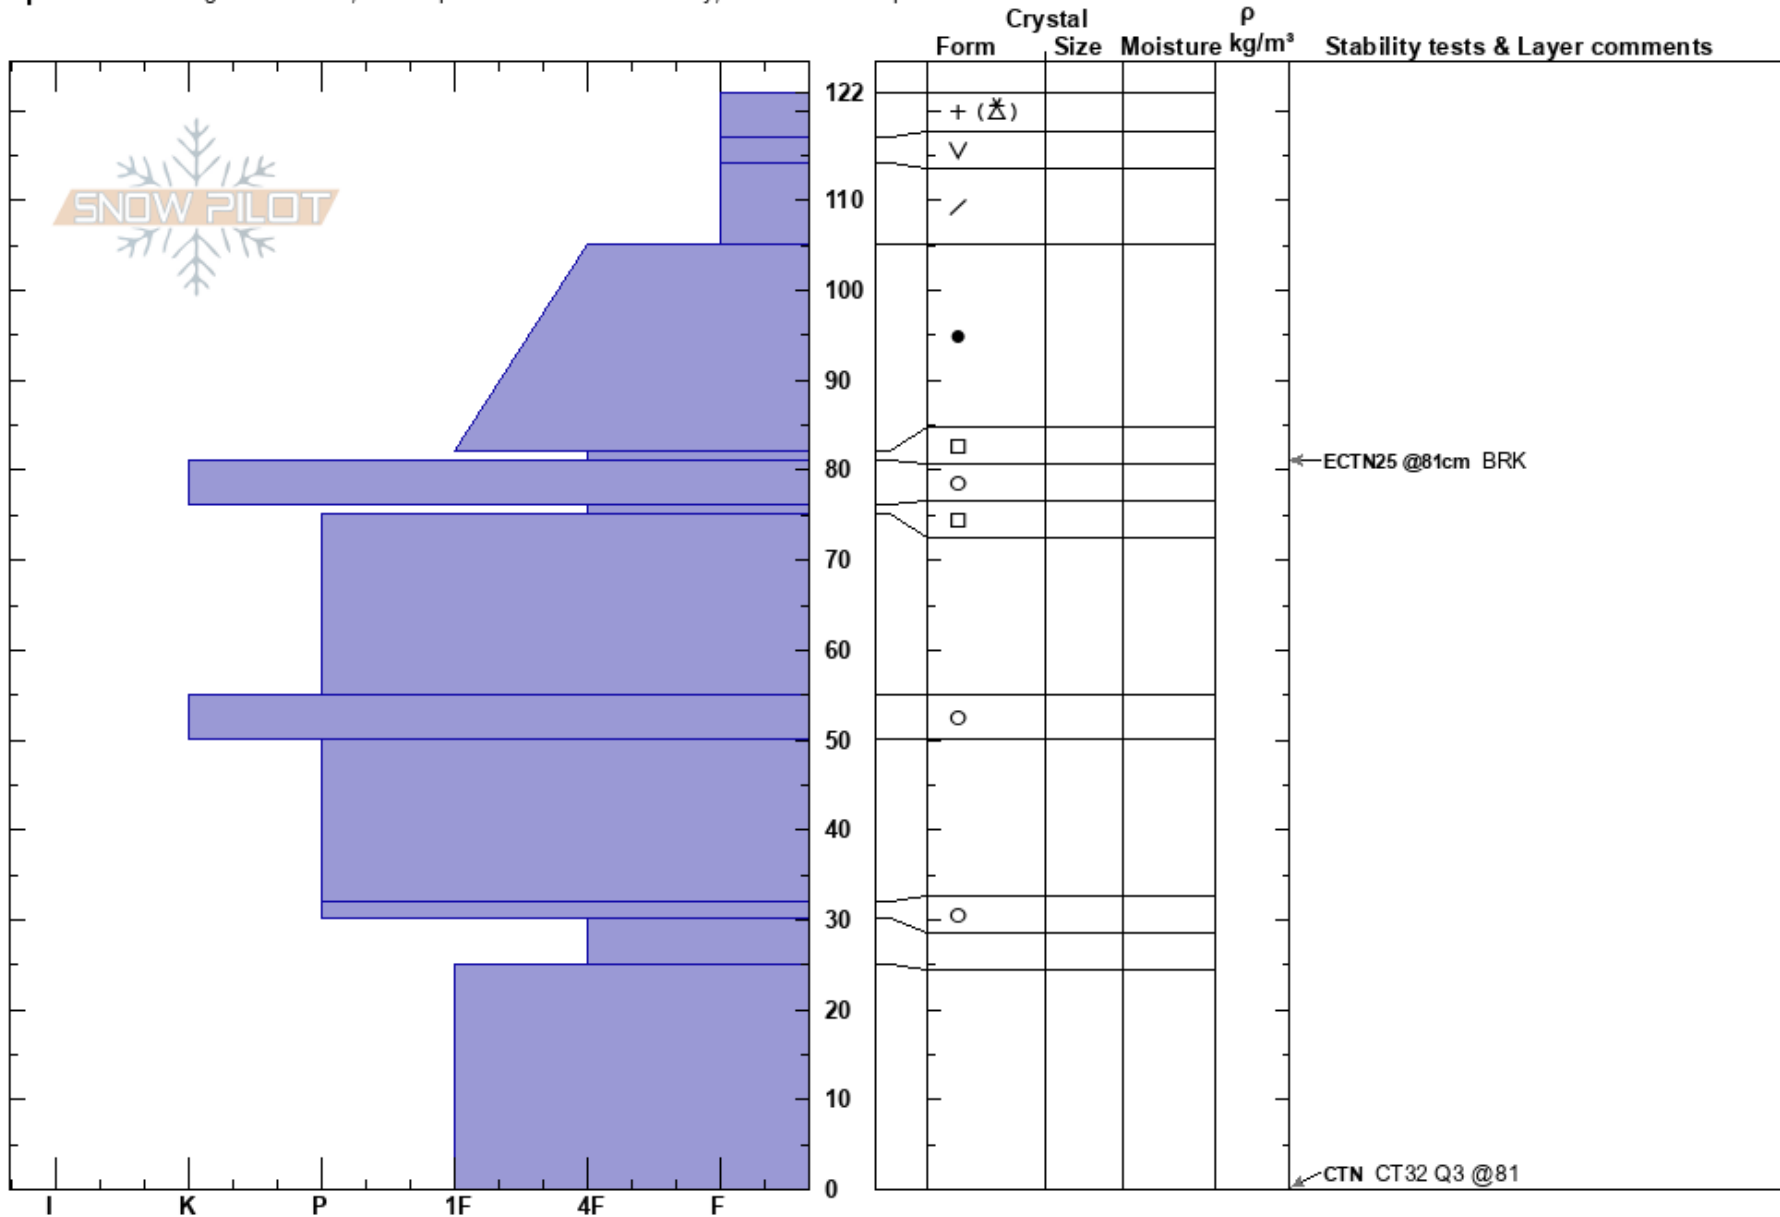 Crystal ρ
Form Size Moisture kg/m³ Stability tests & Layer comments
122
SNOW PILOT
110
100
90
80
ECTN25 @81cm BRK
70
60
50
40
30
20
10
0
CTN CT32 Q3 @81
I K P 1F 4F F